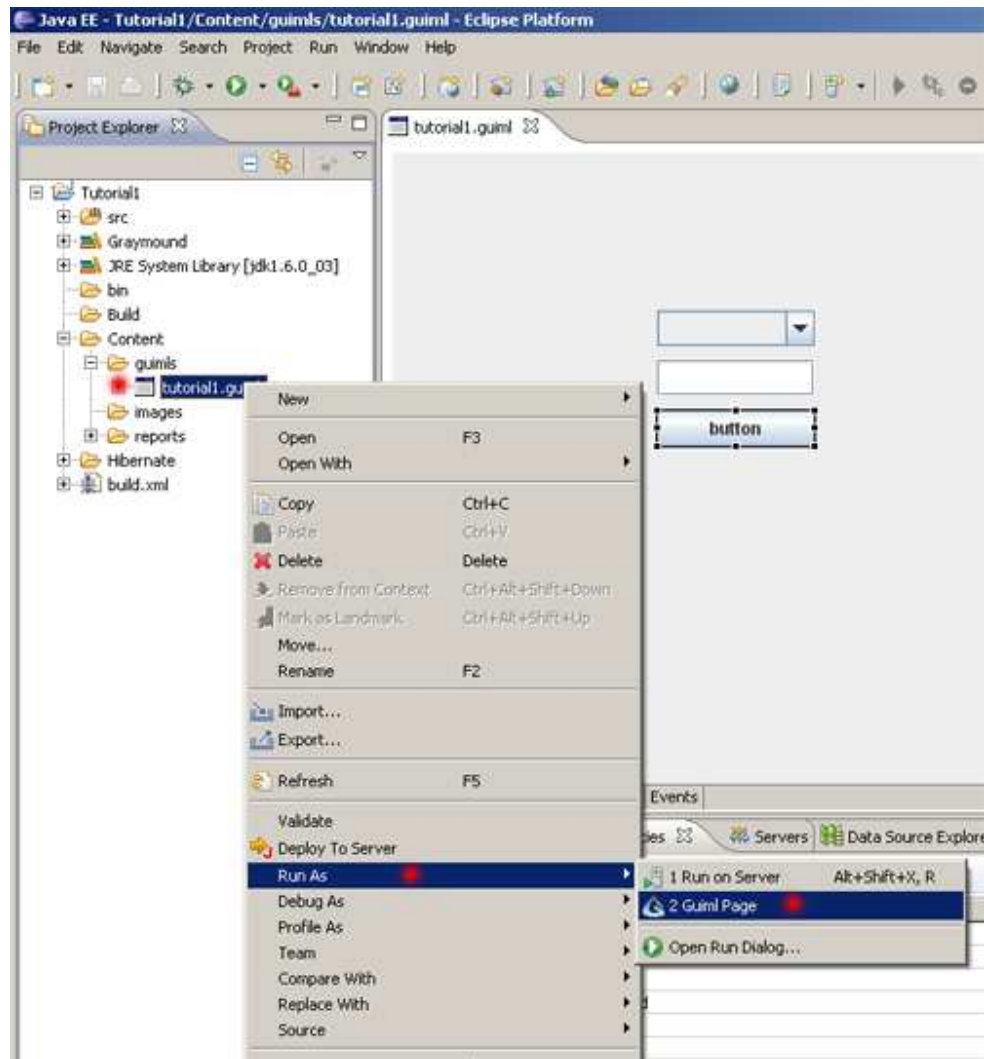 Java EE - Tutorial1/Content/guimls/tutorial1.guiml - Eclipse Platform
File Edit Navigate Search Project Run Window Help
Project Explorer
tutorial1.guiml
Tutorial1
src
Graymound
JRE System Library [jdk1.6.0_03]
bin
Build
Content
guimls
tutorial1.gu
images
reports
Hibernate
build.xml
button
New
Open F3
Open With
Copy Ctrl+C
Paste Ctrl+V
Delete Delete
Remove from Context Ctrl+Alt+Shift+Down
Mark as Landmark Ctrl+Alt+Shift+Up
Move...
Rename F2
Import...
Export...
Refresh F5
Validate
Deploy To Server
Run As
Debug As
Profile As
Team
Compare With
Replace With
Source
Events
ies Servers Data Source Explore
1 Run on Server Alt+Shift+X, R
2 Guiml Page
Open Run Dialog...